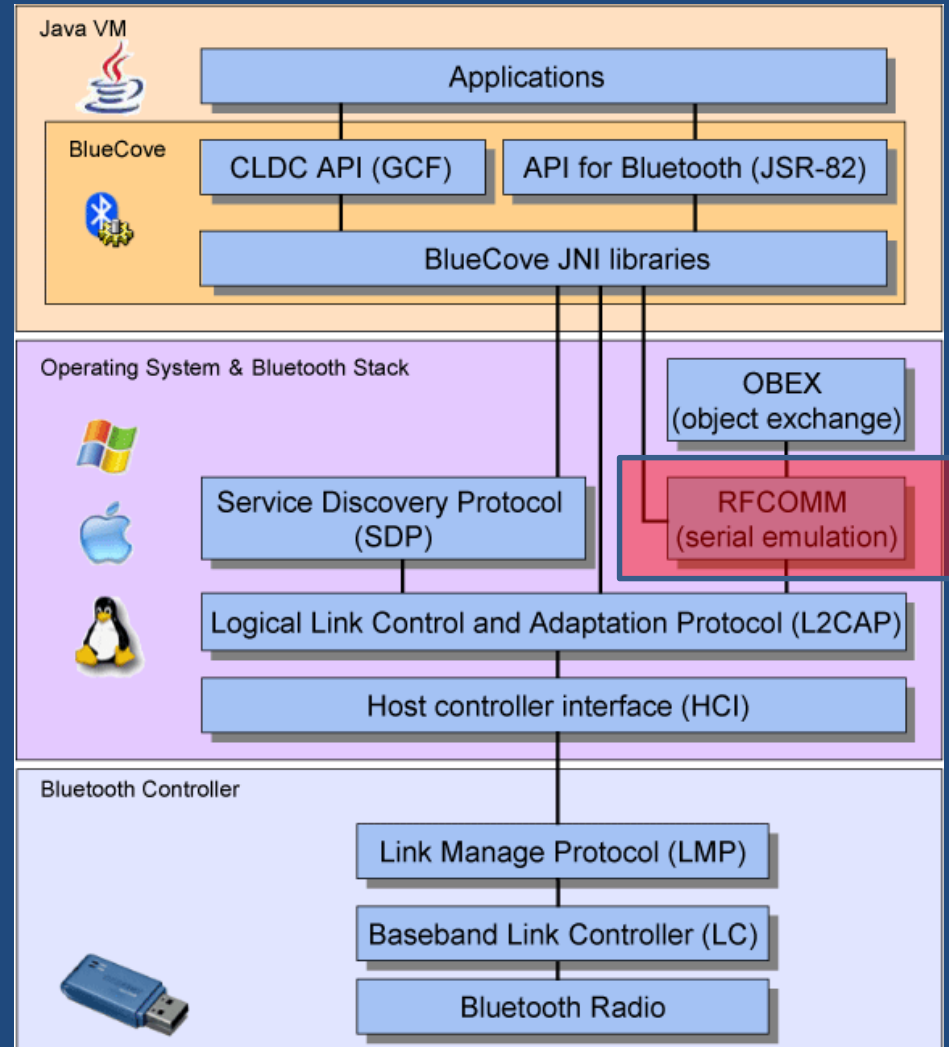 Java VM
Applications
BlueCove
CLDC API (GCF)
API for Bluetooth (JSR-82)
BlueCove JNI libraries
Operating System & Bluetooth Stack
OBEX
(object exchange)
Service Discovery Protocol
(SDP)
RFCOMM
(serial emulation)
Logical Link Control and Adaptation Protocol (L2CAP)
Host controller interface (HCI)
Bluetooth Controller
Link Manage Protocol (LMP)
Baseband Link Controller (LC)
Bluetooth Radio